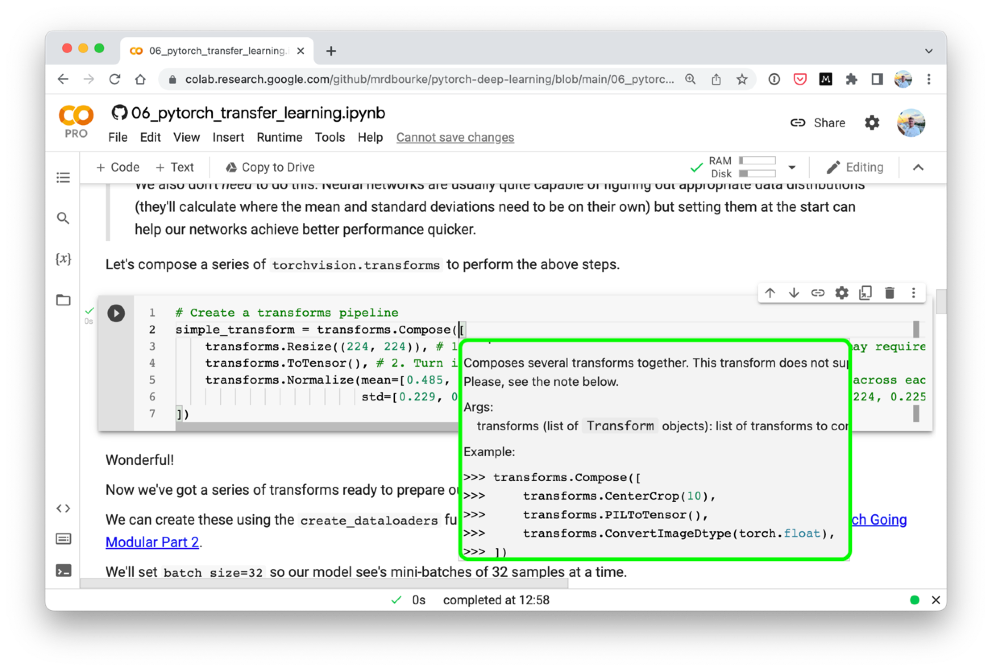 06_pytorch_transfer_learning.
colab.research.google.com/github/mrdbourke/pytorch-deep-learning/blob/main/06_pytorc...
CO
PRO
06_pytorch_transfer_learning.ipynb
File Edit View Insert Runtime Tools Help Cannot save changes
Share
+ Code + Text Copy to Drive
RAM
Disk
Editing
We also don't need to do this. Neural networks are usually quite capable of figuring out appropriate data distributions
(they'll calculate where the mean and standard deviations need to be on their own) but setting them at the start can
help our networks achieve better performance quicker.
Let's compose a series of torchvision.transforms to perform the above steps.
{x}
0s
1 # Create a transforms pipeline
2 simple_transform = transforms.Compose([
3 transforms.Resize((224, 224)), # 1 ay require
4 transforms.ToTensor(), # 2. Turn i
5 transforms.Normalize(mean=[0.485, across eac
6 std=[0.229, 0 224, 0.225
7 ])
Composes several transforms together. This transform does not sup
Please, see the note below.
Args:
transforms (list of Transform objects): list of transforms to com
Example:
>>> transforms.Compose([
>>> transforms.CenterCrop(10),
>>> transforms.PILToTensor(),
>>> transforms.ConvertImageDtype(torch.float),
>>> ])
Wonderful!
Now we've got a series of transforms ready to prepare ou
We can create these using the create_dataloaders fu ch Going
Modular Part 2.
We'll set batch_size=32 so our model see's mini-batches of 32 samples at a time.
0s completed at 12:58